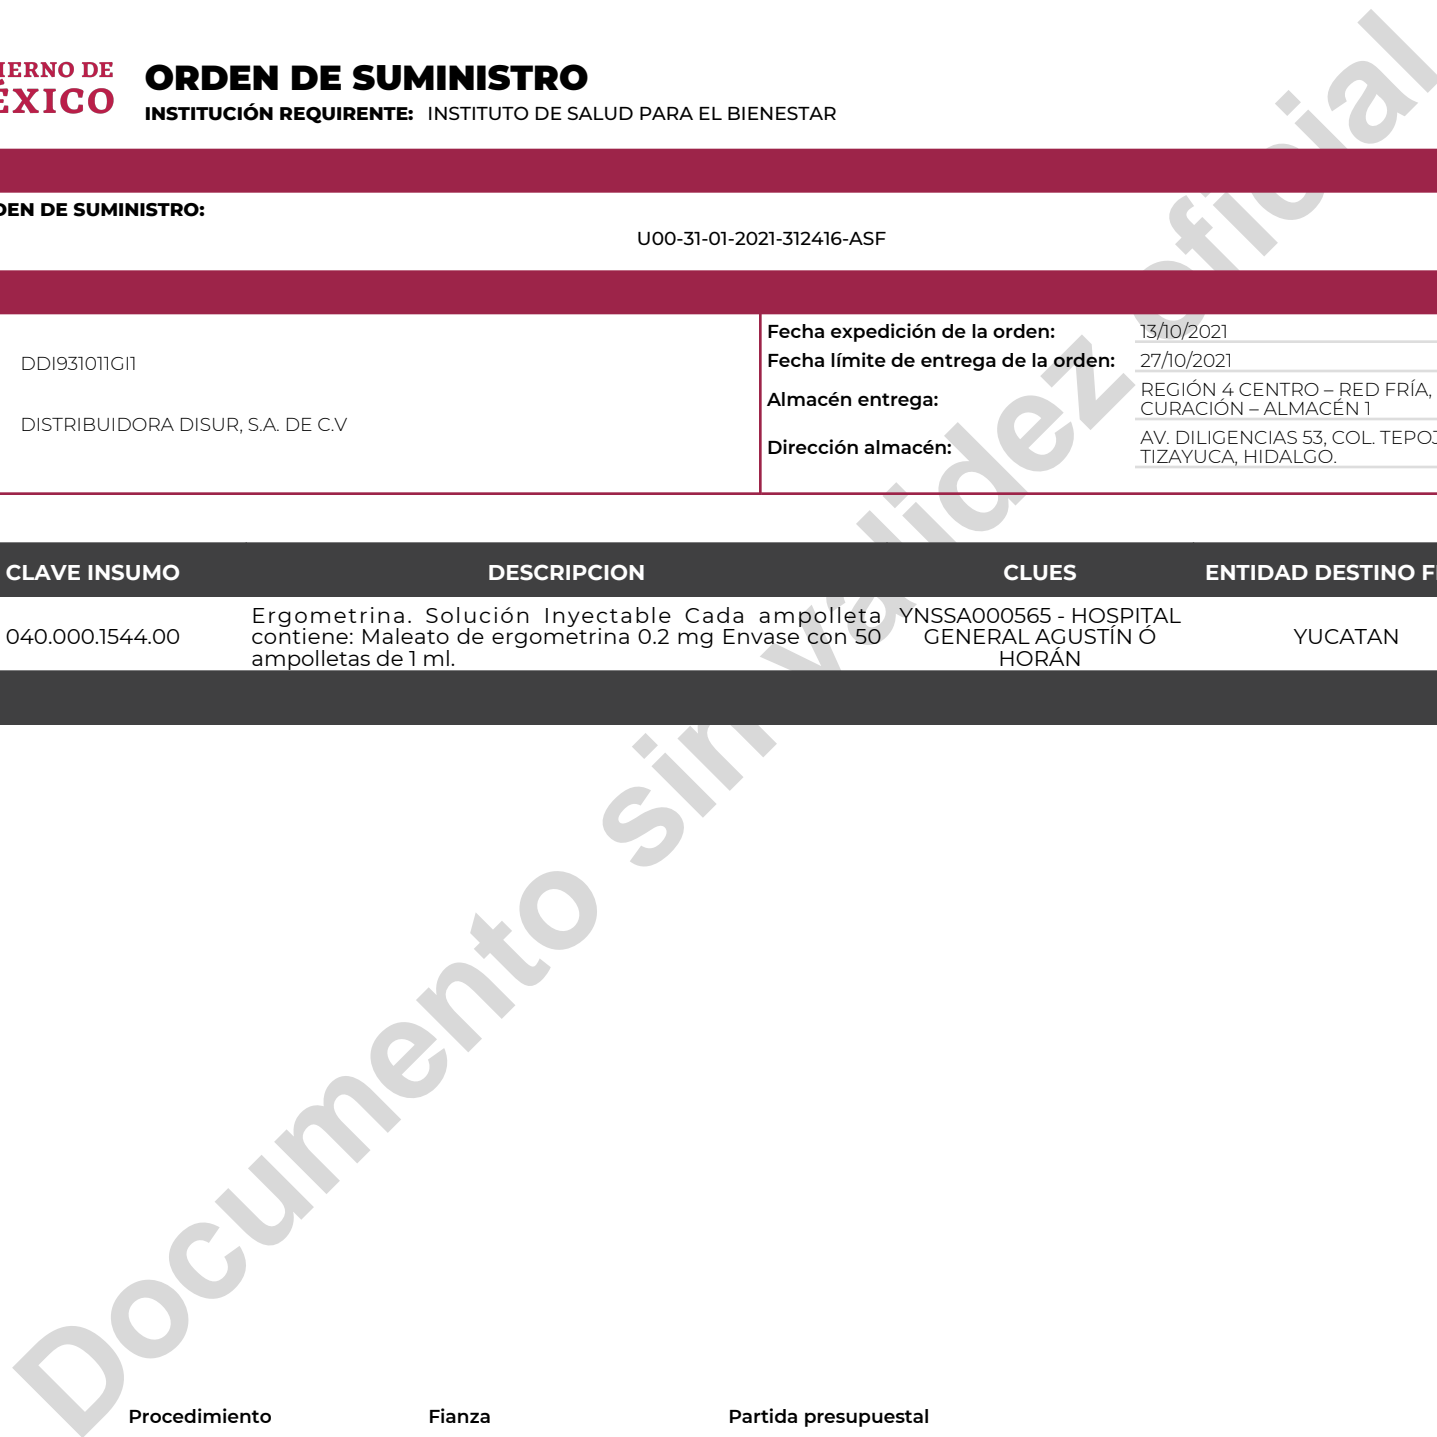 IERNO DE
ÉXICO
ORDEN DE SUMINISTRO
INSTITUCIÓN REQUIRENTE: INSTITUTO DE SALUD PARA EL BIENESTAR
DEN DE SUMINISTRO:
U00-31-01-2021-312416-ASF
DDI931011GI1
DISTRIBUIDORA DISUR, S.A. DE C.V
Fecha expedición de la orden: 13/10/2021
Fecha límite de entrega de la orden: 27/10/2021
Almacén entrega: REGIÓN 4 CENTRO – RED FRÍA,
CURACIÓN – ALMACÉN 1
Dirección almacén: AV. DILIGENCIAS 53, COL. TEPOJ
TIZAYUCA, HIDALGO.
CLAVE INSUMO DESCRIPCION CLUES ENTIDAD DESTINO F
040.000.1544.00
Ergometrina. Solución Inyectable Cada ampolleta
contiene: Maleato de ergometrina 0.2 mg Envase con 50
ampolletas de 1 ml.
YNSSA000565 - HOSPITAL
GENERAL AGUSTÍN Ó
HORÁN
YUCATAN
Documento sin validez oficial
Procedimiento Fianza Partida presupuestal